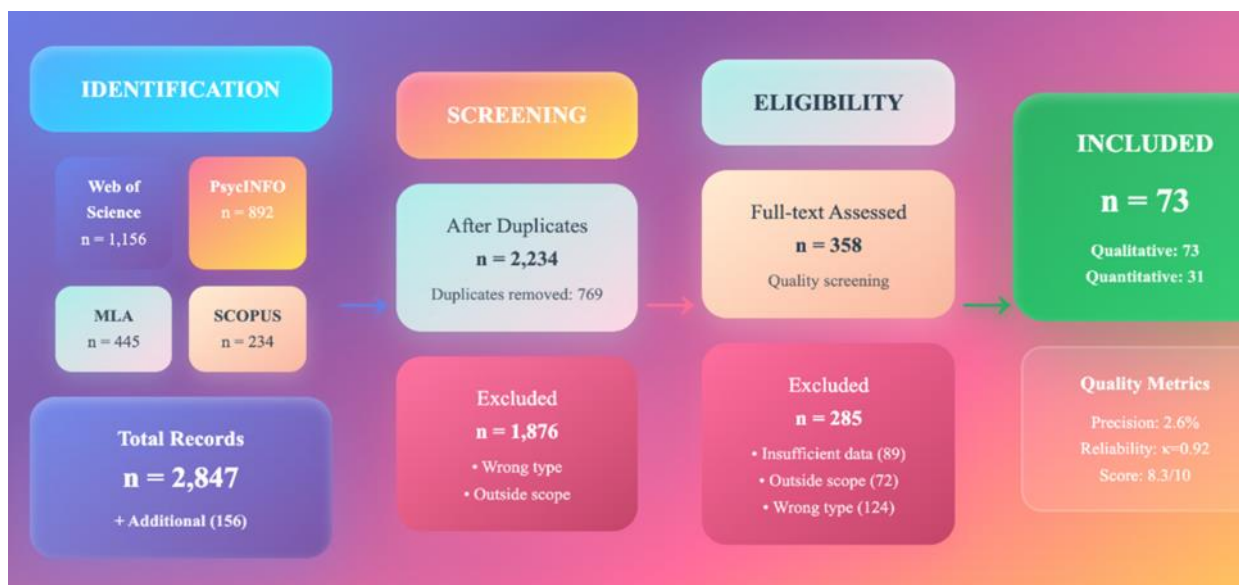 IDENTIFICATION
Web of
Science
n = 1,156
PsycINFO
n = 892
MLA
n = 445
SCOPUS
n = 234
Total Records
n = 2,847
+ Additional (156)
SCREENING
After Duplicates
n = 2,234
Duplicates removed: 769
Excluded
n = 1,876
• Wrong type
• Outside scope
ELIGIBILITY
Full-text Assessed
n = 358
Quality screening
Excluded
n = 285
• Insufficient data (89)
• Outside scope (72)
• Wrong type (124)
INCLUDED
n = 73
Qualitative: 73
Quantitative: 31
Quality Metrics
Precision: 2.6%
Reliability: κ=0.92
Score: 8.3/10